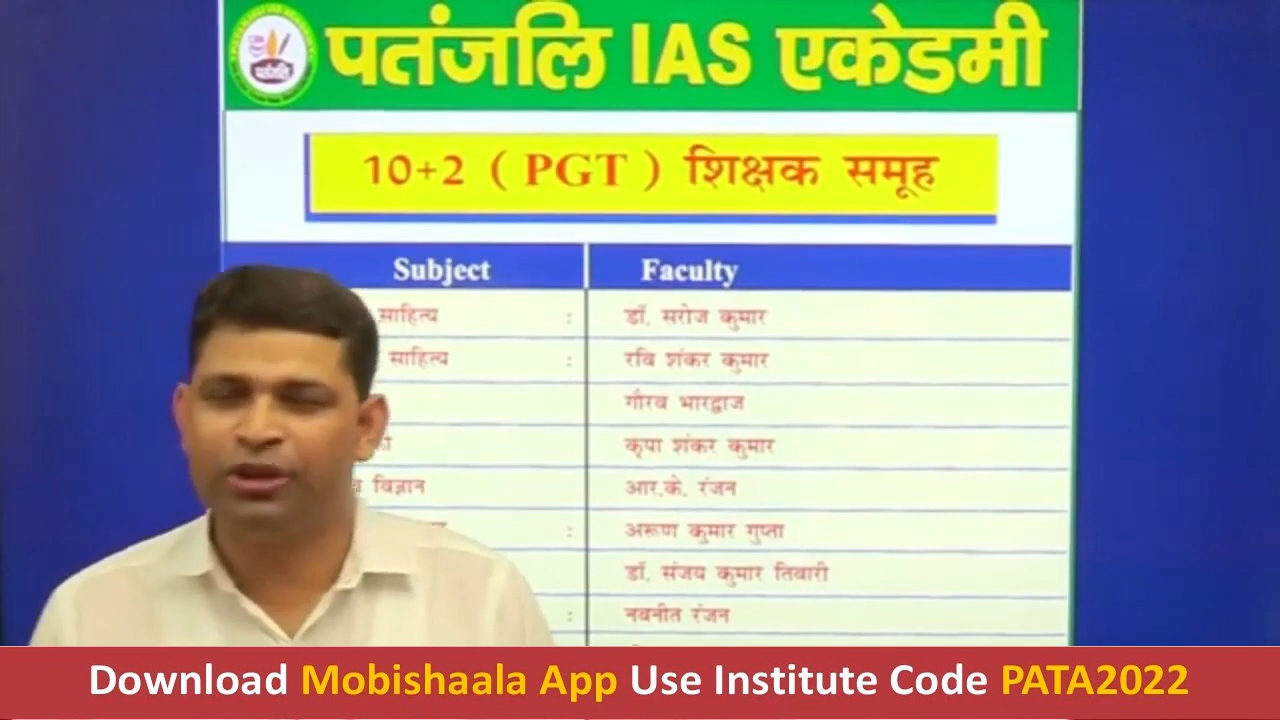 पतंजलि IAS एकेडमी
10+2 ( PGT ) शिक्षक समूह
Subject Faculty
साहित्य : डॉ. सरोज कुमार
साहित्य : रवि शंकर कुमार
गौरव भारद्वाज
कृपा शंकर कुमार
विज्ञान आर.के. रंजन
: अरूण कुमार गुप्ता
डॉ. संजय कुमार तिवारी
: नवनीत रंजन
Download Mobishaala App Use Institute Code PATA2022